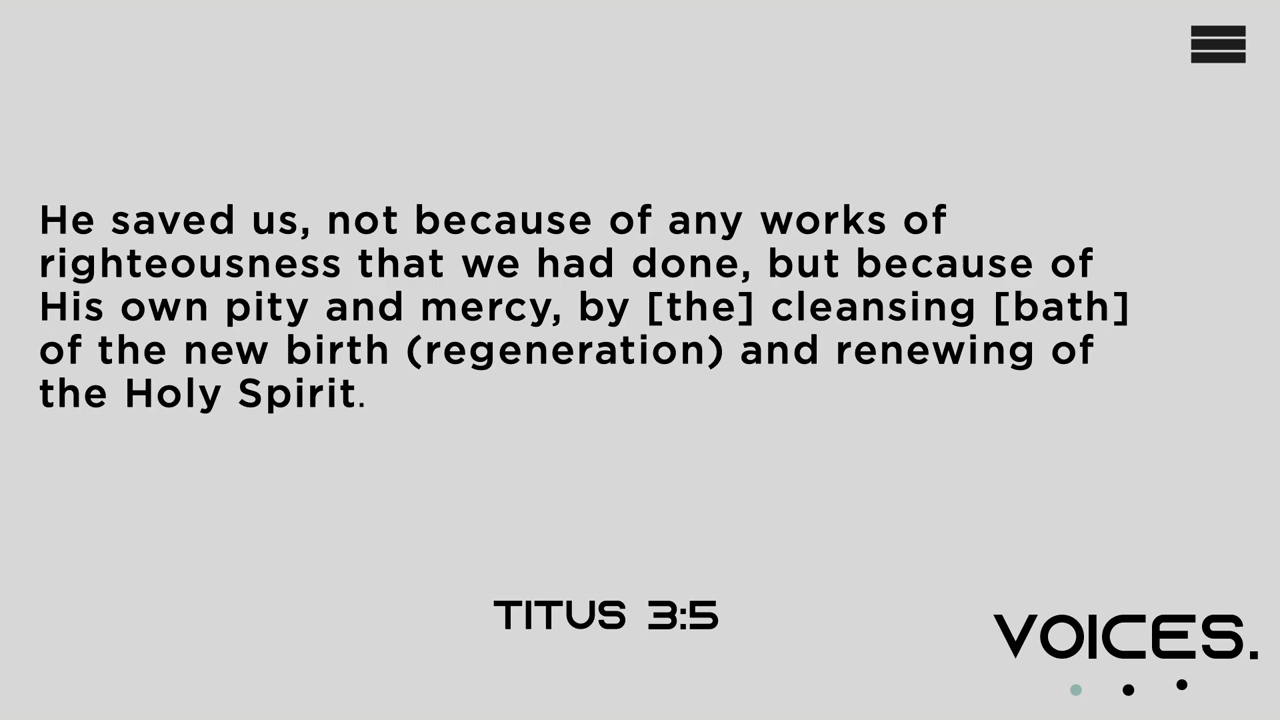 He saved us, not because of any works of
righteousness that we had done, but because of
His own pity and mercy, by [the] cleansing [bath]
of the new birth (regeneration) and renewing of
the Holy Spirit.
TITUS 3:5
VOICES.